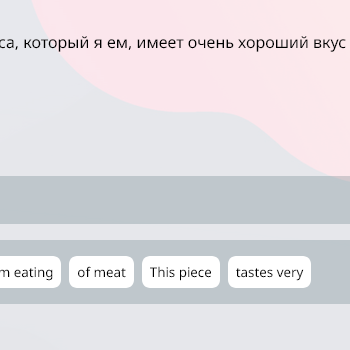 са, который я ем, имеет очень хороший вкус
m eating of meat This piece tastes very